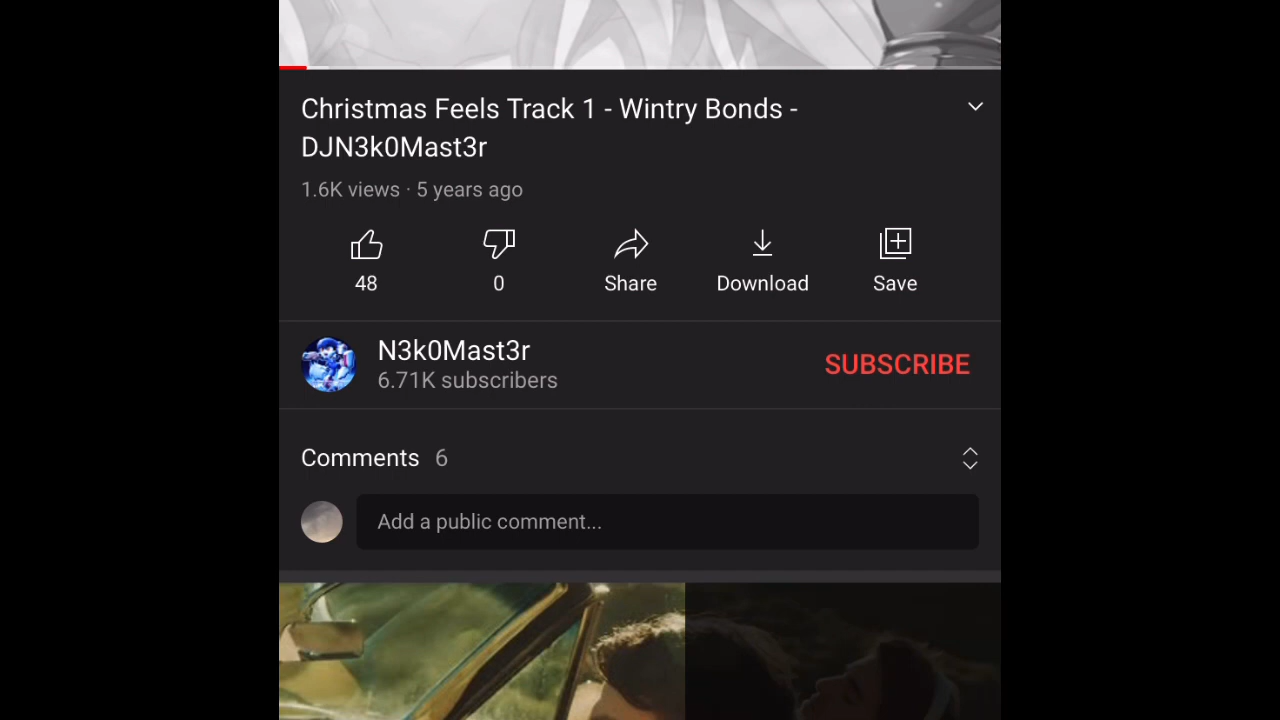 Christmas Feels Track 1 - Wintry Bonds -
DJN3k0Mast3r
1.6K views · 5 years ago
48
0
Share
Download
Save
N3k0Mast3r
6.71K subscribers
SUBSCRIBE
Comments 6
Add a public comment...